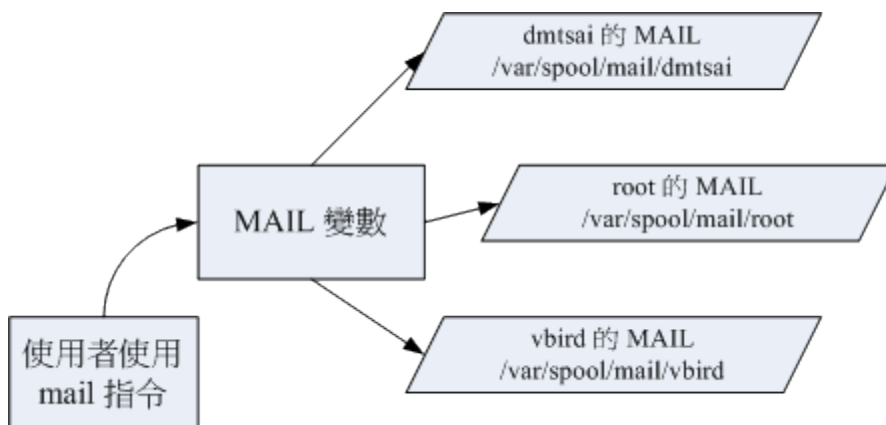 dmtsai 的 MAIL
/var/spool/mail/dmtsai
root 的 MAIL
/var/spool/mail/root
MAIL 變數
vbird 的 MAIL
/var/spool/mail/vbird
使用者使用
mail 指令